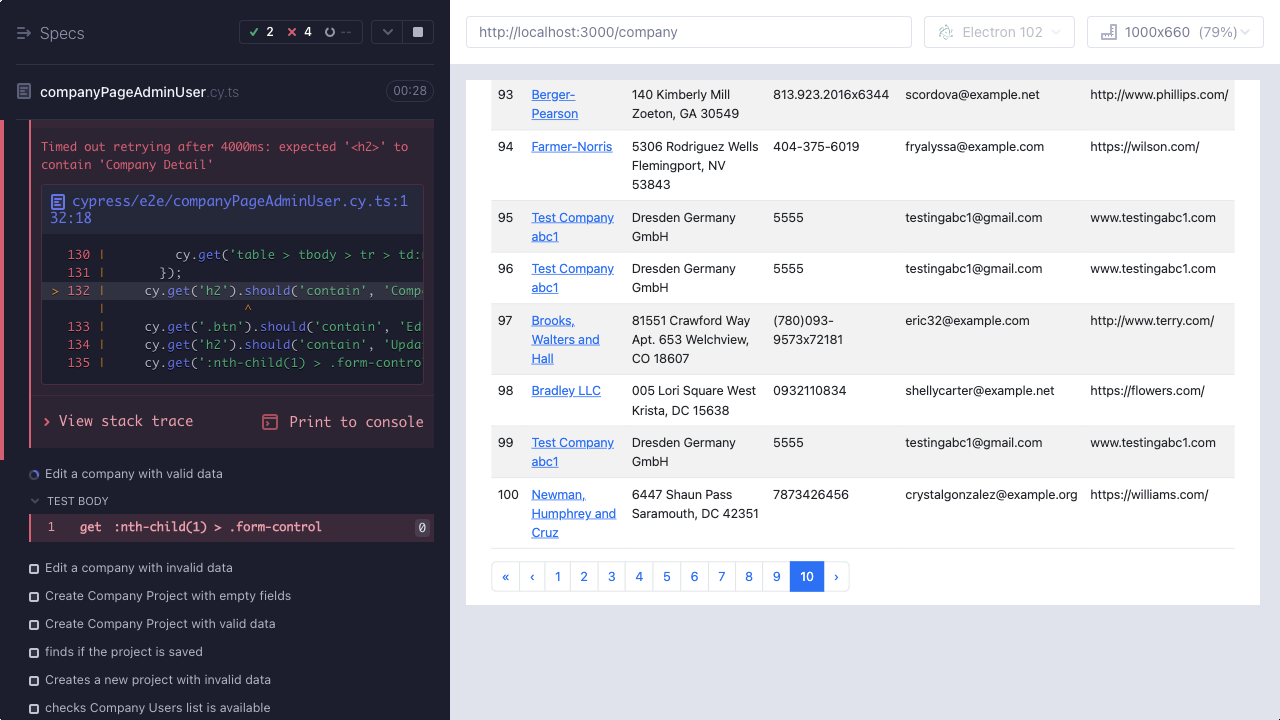 Specs
2
4
--
companyPageAdminUser.cy.ts
00:28
Timed out retrying after 4000ms: expected '<h2>' to
contain 'Company Detail'
cypress/e2e/companyPageAdminUser.cy.ts:1
32:18
130 | cy.get('table > tbody > tr > td:
131 | });
> 132 | cy.get('h2').should('contain', 'Comp
| ^
133 | cy.get('.btn').should('contain', 'Ed
134 | cy.get('h2').should('contain', 'Upda
135 | cy.get(':nth-child(1) > .form-contro
View stack trace
Print to console
Edit a company with valid data
TEST BODY
1 get :nth-child(1) > .form-control 0
Edit a company with invalid data
Create Company Project with empty fields
Create Company Project with valid data
finds if the project is saved
Creates a new project with invalid data
checks Company Users list is available
http://localhost:3000/company
Electron 102
1000x660 (79%)
93 Berger- 140 Kimberly Mill 813.923.2016x6344 scordova@example.net http://www.phillips.com/
Pearson Zoeton, GA 30549
94 Farmer-Norris 5306 Rodriguez Wells 404-375-6019 fryalyssa@example.com https://wilson.com/
Flemingport, NV
53843
95 Test Company Dresden Germany 5555 testingabc1@gmail.com www.testingabc1.com
abc1 GmbH
96 Test Company Dresden Germany 5555 testingabc1@gmail.com www.testingabc1.com
abc1 GmbH
97 Brooks, 81551 Crawford Way (780)093- eric32@example.com http://www.terry.com/
Walters and Apt. 653 Welchview, 9573x72181
Hall CO 18607
98 Bradley LLC 005 Lori Square West 0932110834 shellycarter@example.net https://flowers.com/
Krista, DC 15638
99 Test Company Dresden Germany 5555 testingabc1@gmail.com www.testingabc1.com
abc1 GmbH
100 Newman, 6447 Shaun Pass 7873426456 crystalgonzalez@example.org https://williams.com/
Humphrey and Saramouth, DC 42351
Cruz
« ‹ 1 2 3 4 5 6 7 8 9 10 ›